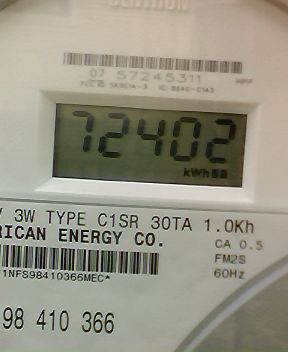 CENTRON
07 57245311
72402
kWh
V 3W TYPE C1SR 30TA 1.0Kh
RICAN ENERGY CO.
CA 0.5
FM2S
60Hz
1NFS98410366MEC*
98 410 366